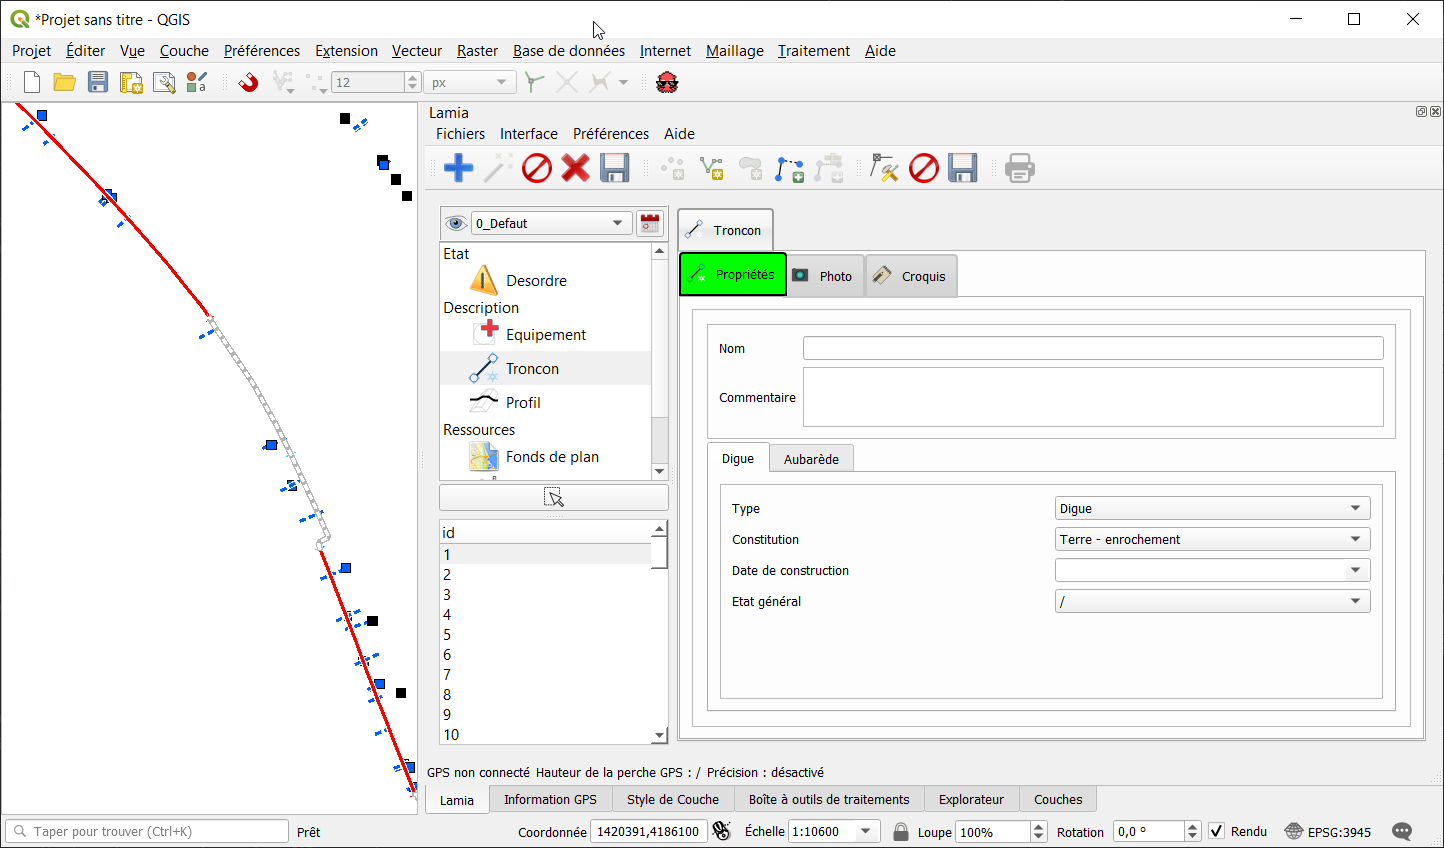 *Projet sans titre - QGIS
Projet Éditer Vue Couche Préférences Extension Vecteur Raster Base de données Internet Maillage Traitement Aide
a 12 px
Lamia
Fichiers Interface Préférences Aide
0_Defaut
Etat
Desordre
Description
Equipement
Troncon
Profil
Ressources
Fonds de plan
id
1
2
3
4
5
6
7
8
9
10
Troncon
Propriétés Photo Croquis
Nom
Commentaire
Digue Aubarède
Type Digue
Constitution Terre - enrochement
Date de construction
Etat général /
GPS non connecté Hauteur de la perche GPS : / Précision : désactivé
Lamia Information GPS Style de Couche Boîte à outils de traitements Explorateur Couches
Taper pour trouver (Ctrl+K) Prêt Coordonnée 1420391,4186100 Échelle 1:10600 Loupe 100% Rotation 0,0 ° Rendu EPSG:3945